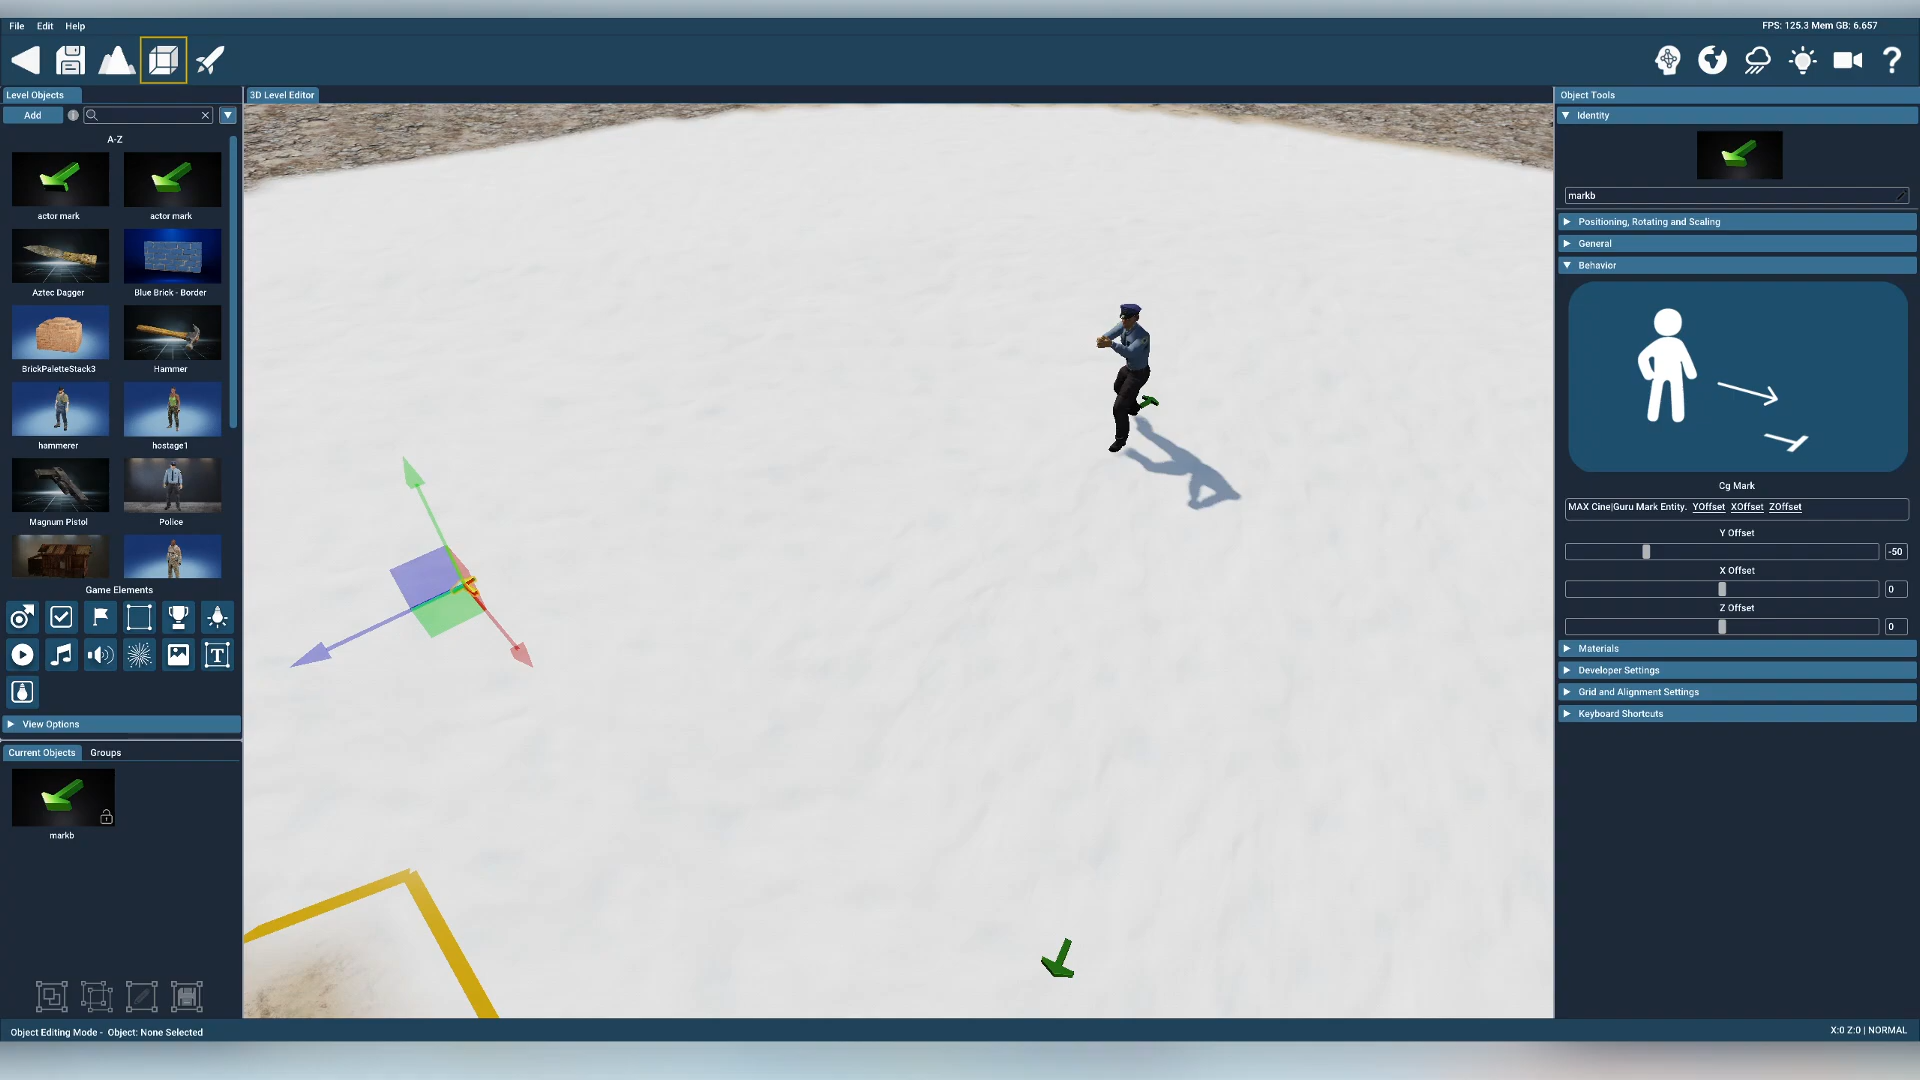 File Edit Help
FPS: 125.3 Mem GB: 6.657
Level Objects
Add
A-Z
actor mark actor mark
Aztec Dagger Blue Brick - Border
BrickPaletteStack3 Hammer
hammerer hostage1
Magnum Pistol Police
Game Elements
View Options
Current Objects Groups
markb
3D Level Editor
Object Tools
Identity
markb
Positioning, Rotating and Scaling
General
Behavior
Cg Mark
MAX Cine|Guru Mark Entity. YOffset XOffset ZOffset
Y Offset
-50
X Offset
0
Z Offset
0
Materials
Developer Settings
Grid and Alignment Settings
Keyboard Shortcuts
Object Editing Mode - Object: None Selected
X:0 Z:0 | NORMAL